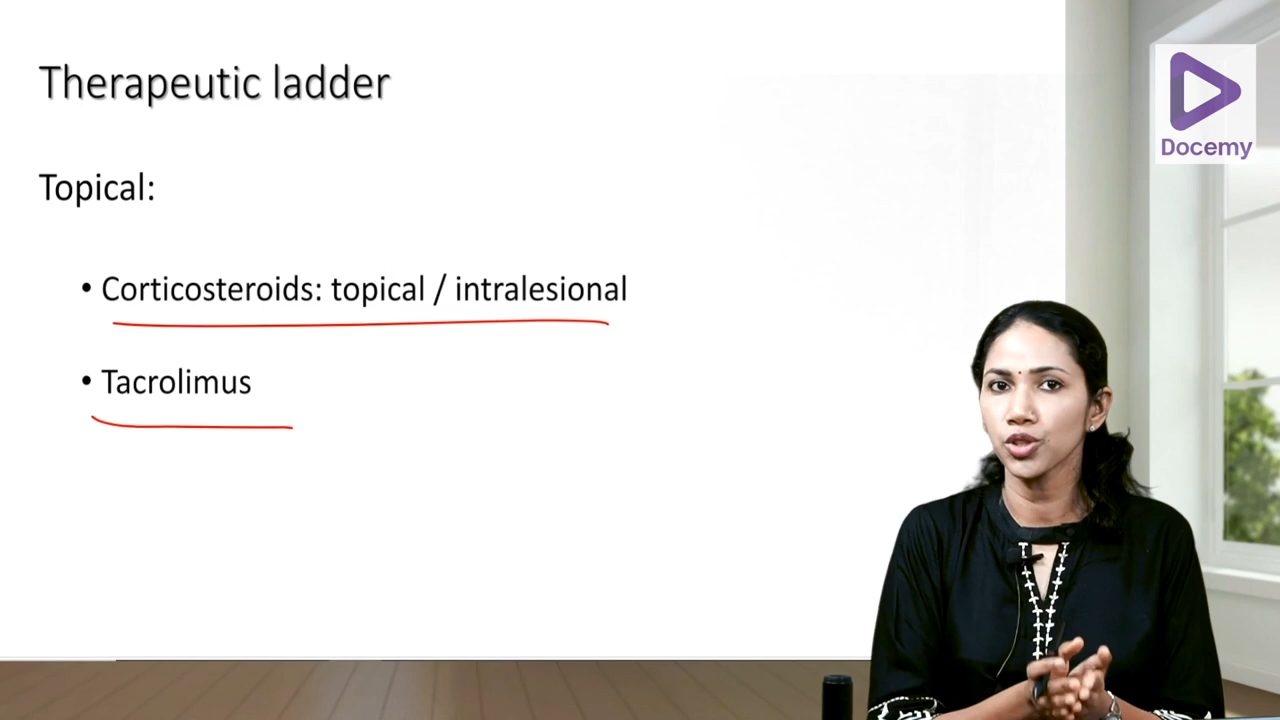 Therapeutic ladder
Docemy
Topical:
• Corticosteroids: topical / intralesional
• Tacrolimus